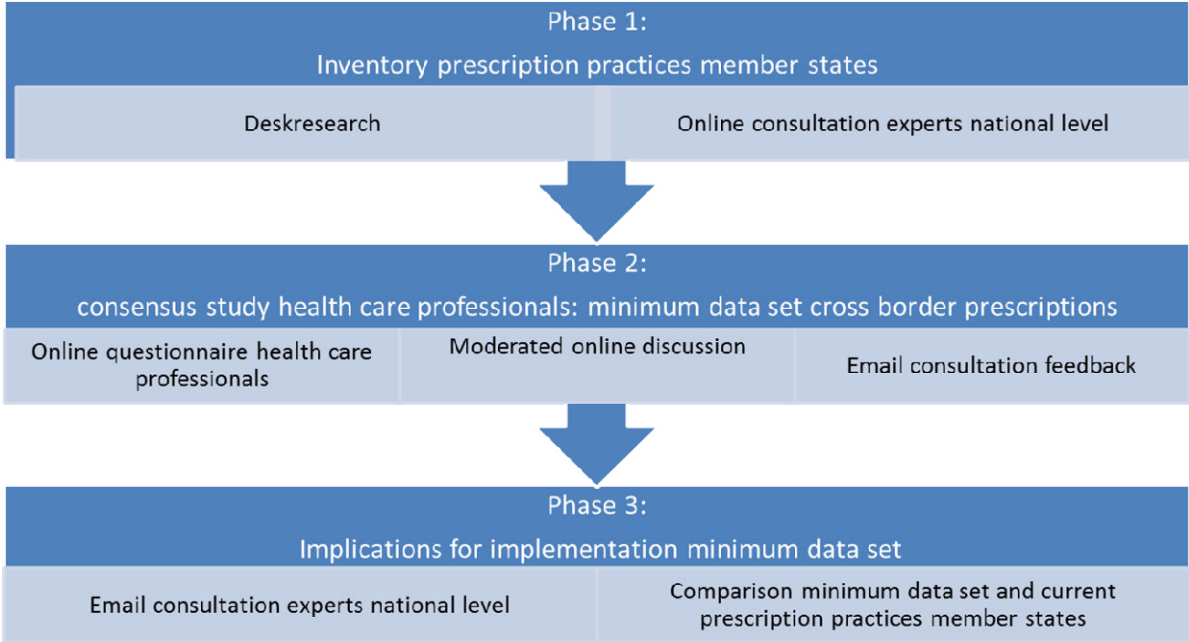 Phase 1:
Inventory prescription practices member states
Deskresearch
Online consultation experts national level
Phase 2:
consensus study health care professionals: minimum data set cross border prescriptions
Online questionnaire health care
professionals
Moderated online discussion
Email consultation feedback
Phase 3:
Implications for implementation minimum data set
Email consultation experts national level
Comparison minimum data set and current
prescription practices member states